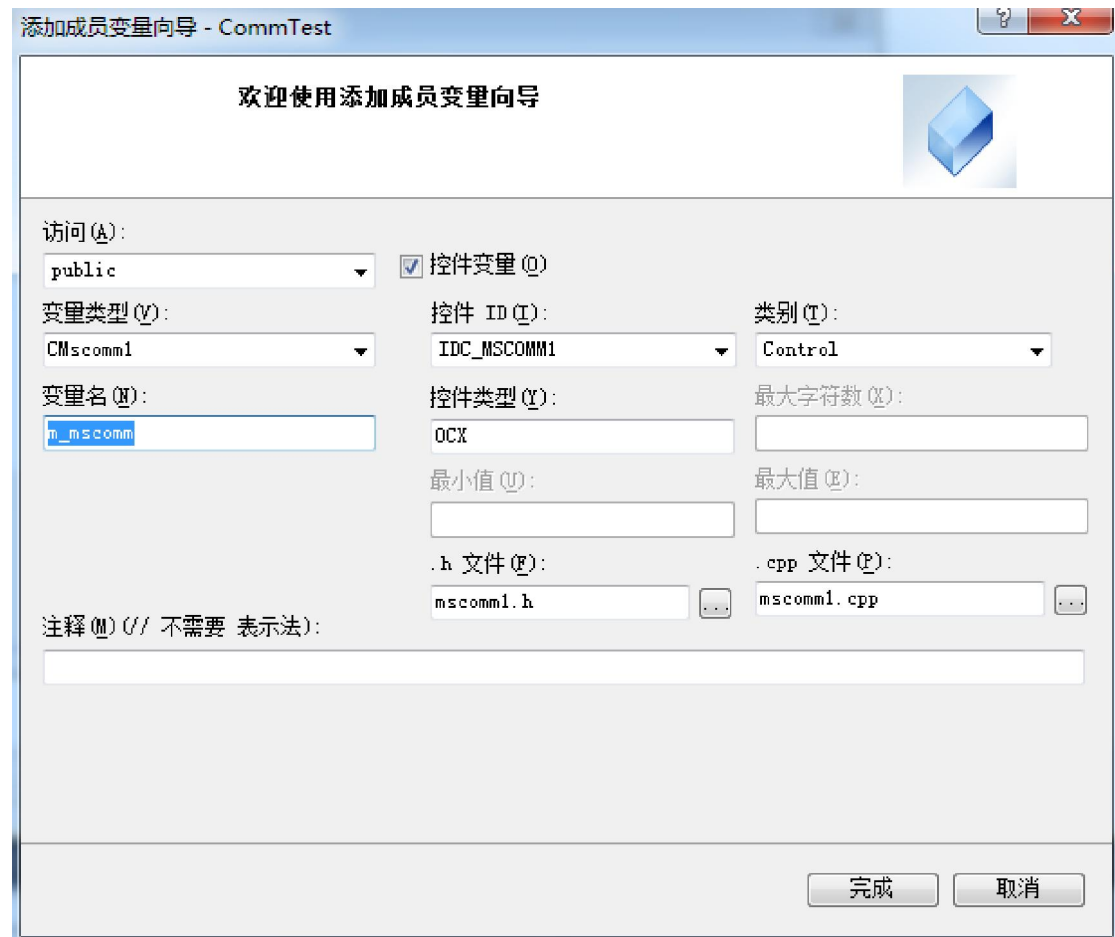 添加成员变量向导 - CommTest
欢迎使用添加成员变量向导
访问(A):
public
控件变量(O)
变量类型(V):
控件 ID(I):
类别(T):
CMscomm1
IDC_MSCOMM1
Control
变量名(N):
控件类型(Y):
最大字符数(X):
m_mscomm
OCX
最小值(U):
最大值(E):
.h 文件(F):
.cpp 文件(P):
mscomm1.h
...
mscomm1.cpp
...
注释(M)(// 不需要 表示法):
完成
取消